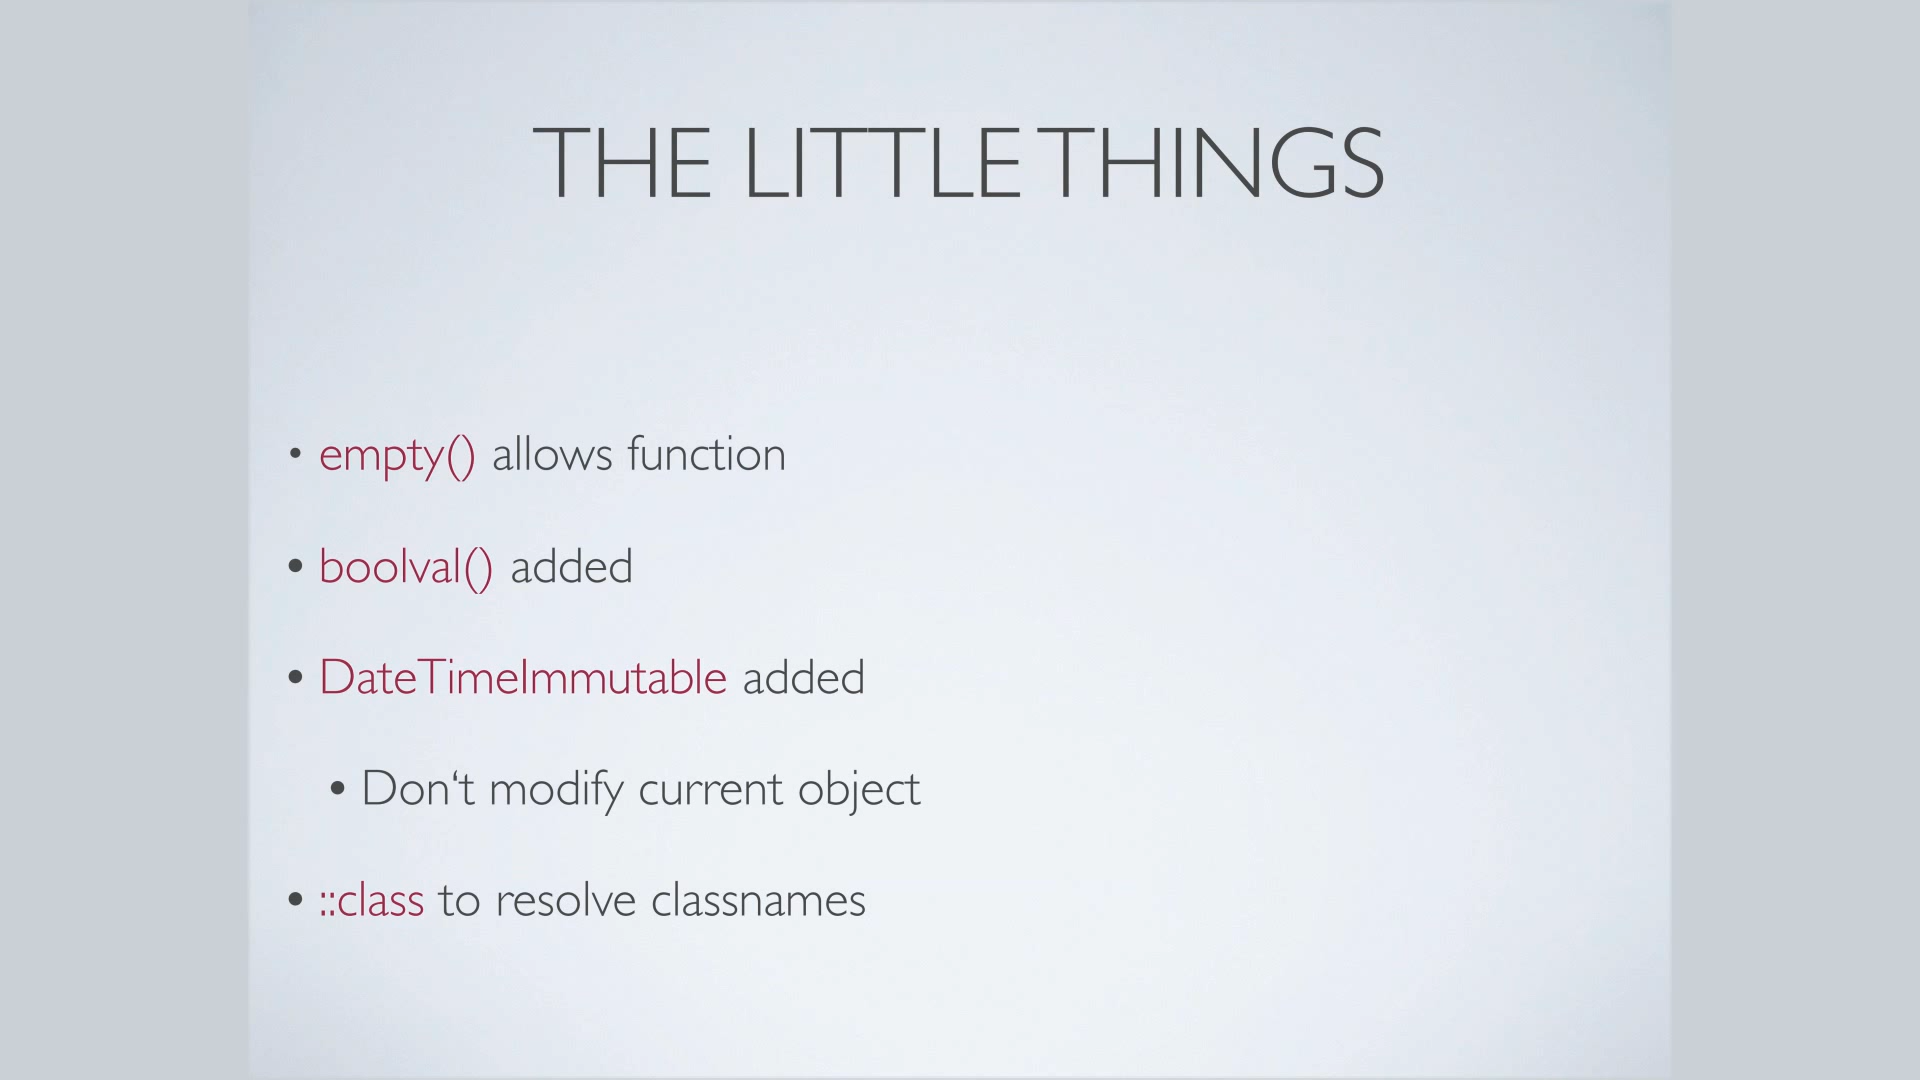 THE LITTLE THINGS
• empty() allows function
• boolval() added
• DateTimeImmutable added
• Don‘t modify current object
• ::class to resolve classnames